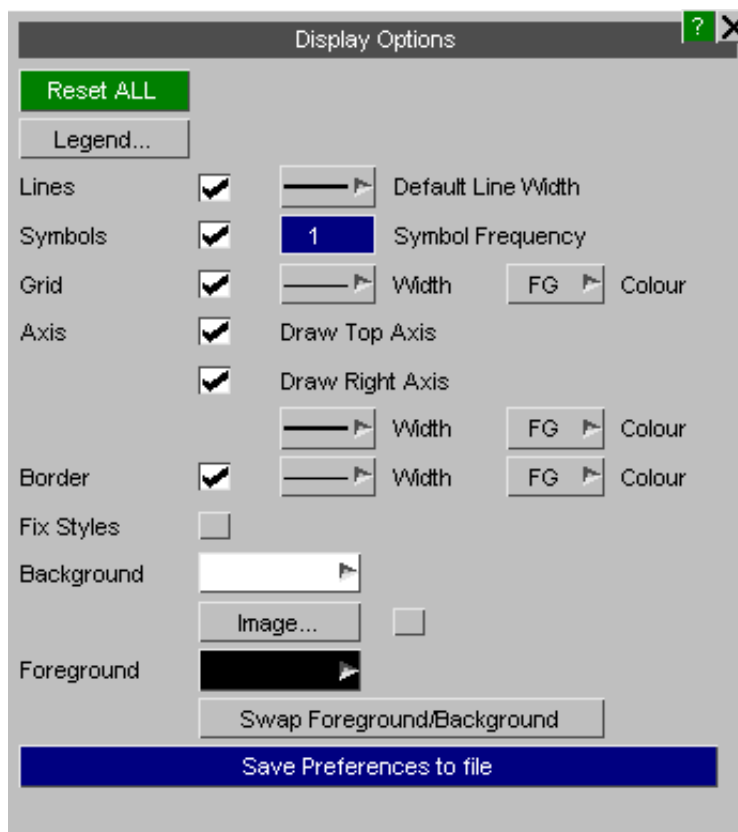 Display Options ?
Reset ALL
Legend...
Lines Default Line Width
Symbols 1 Symbol Frequency
Grid Width FG Colour
Axis Draw Top Axis
Draw Right Axis
Width FG Colour
Border Width FG Colour
Fix Styles
Background
Image...
Foreground
Swap Foreground/Background
Save Preferences to file